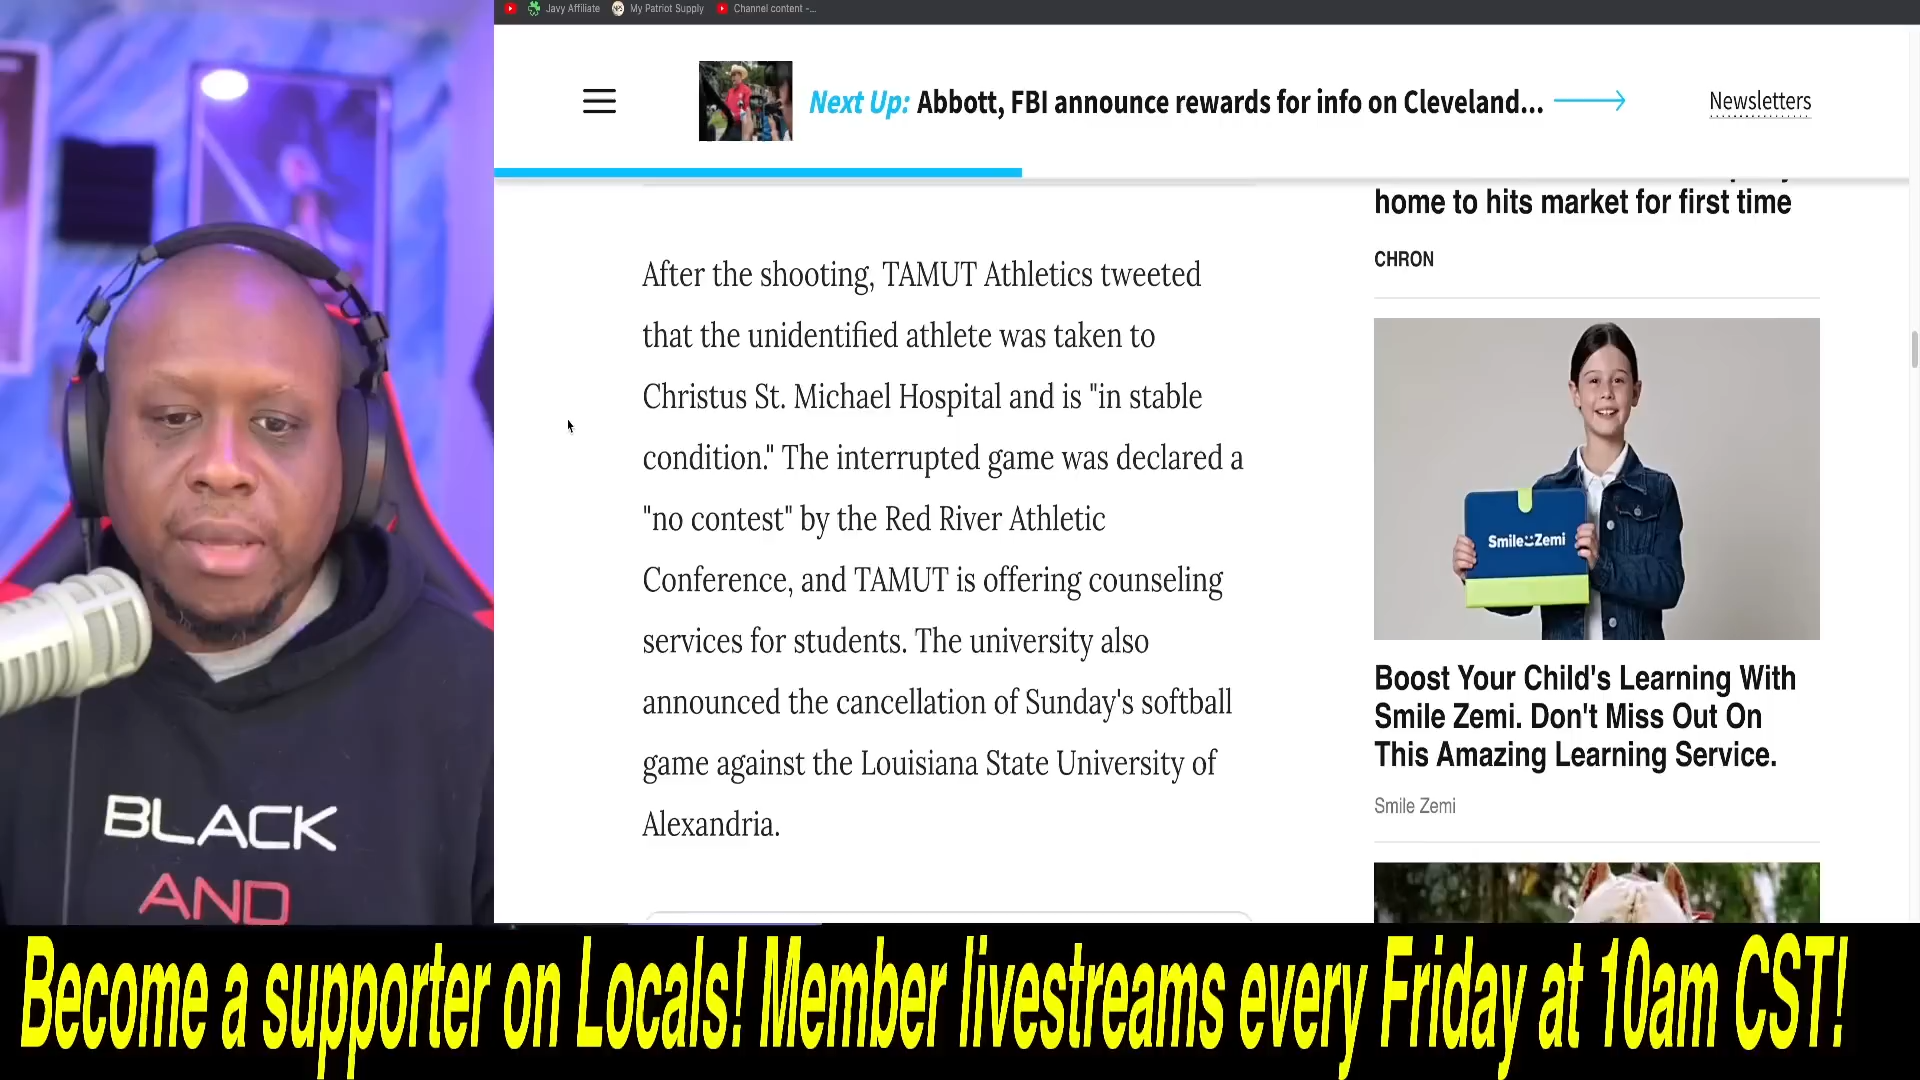 Javy Affiliate
My Patriot Supply
Channel content -...
Next Up: Abbott, FBI announce rewards for info on Cleveland...
Newsletters
home to hits market for first time
CHRON
After the shooting, TAMUT Athletics tweeted
that the unidentified athlete was taken to
Christus St. Michael Hospital and is "in stable
condition." The interrupted game was declared a
"no contest" by the Red River Athletic
Conference, and TAMUT is offering counseling
services for students. The university also
announced the cancellation of Sunday's softball
game against the Louisiana State University of
Alexandria.
Smile Zemi
Boost Your Child's Learning With
Smile Zemi. Don't Miss Out On
This Amazing Learning Service.
Smile Zemi
BLACK
AND
Become a supporter on Locals! Member livestreams every Friday at 10am CST!